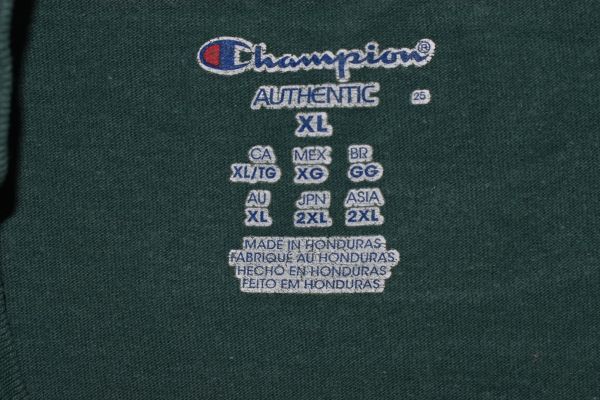 Champion®
AUTHENTIC 25
XL
CA MEX BR
XL/TG XG GG
AU JPN ASIA
XL 2XL 2XL
MADE IN HONDURAS
FABRIQUÉ AU HONDURAS
HECHO EN HONDURAS
FEITO EM HONDURAS